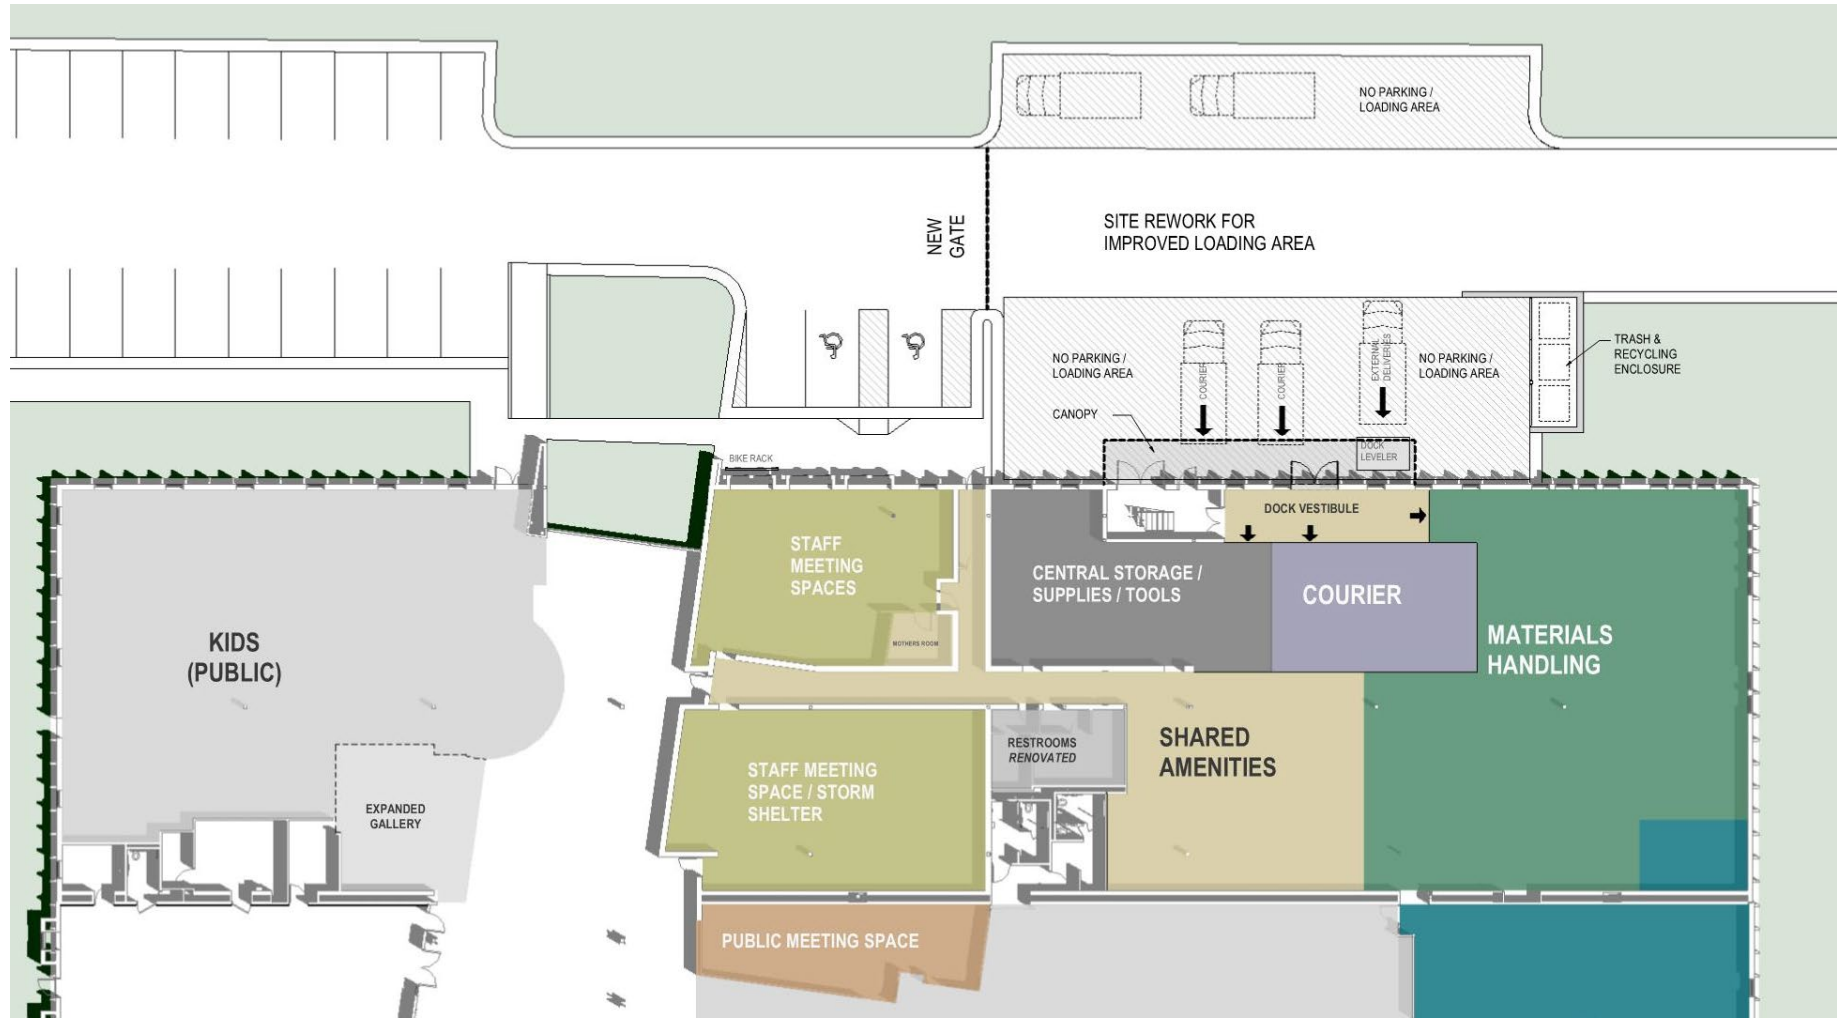 NO PARKING /
LOADING AREA
NEW
GATE
SITE REWORK FOR
IMPROVED LOADING AREA
NO PARKING /
LOADING AREA
COURIER
COURIER
EXTERNAL
DELIVERIES
NO PARKING /
LOADING AREA
TRASH &
RECYCLING
ENCLOSURE
CANOPY
DOCK
LEVELER
BIKE RACK
DOCK VESTIBULE
STAFF
MEETING
SPACES
CENTRAL STORAGE /
SUPPLIES / TOOLS
COURIER
MATERIALS
HANDLING
KIDS
(PUBLIC)
MOTHERS ROOM
RESTROOMS
RENOVATED
SHARED
AMENITIES
STAFF MEETING
SPACE / STORM
SHELTER
EXPANDED
GALLERY
PUBLIC MEETING SPACE